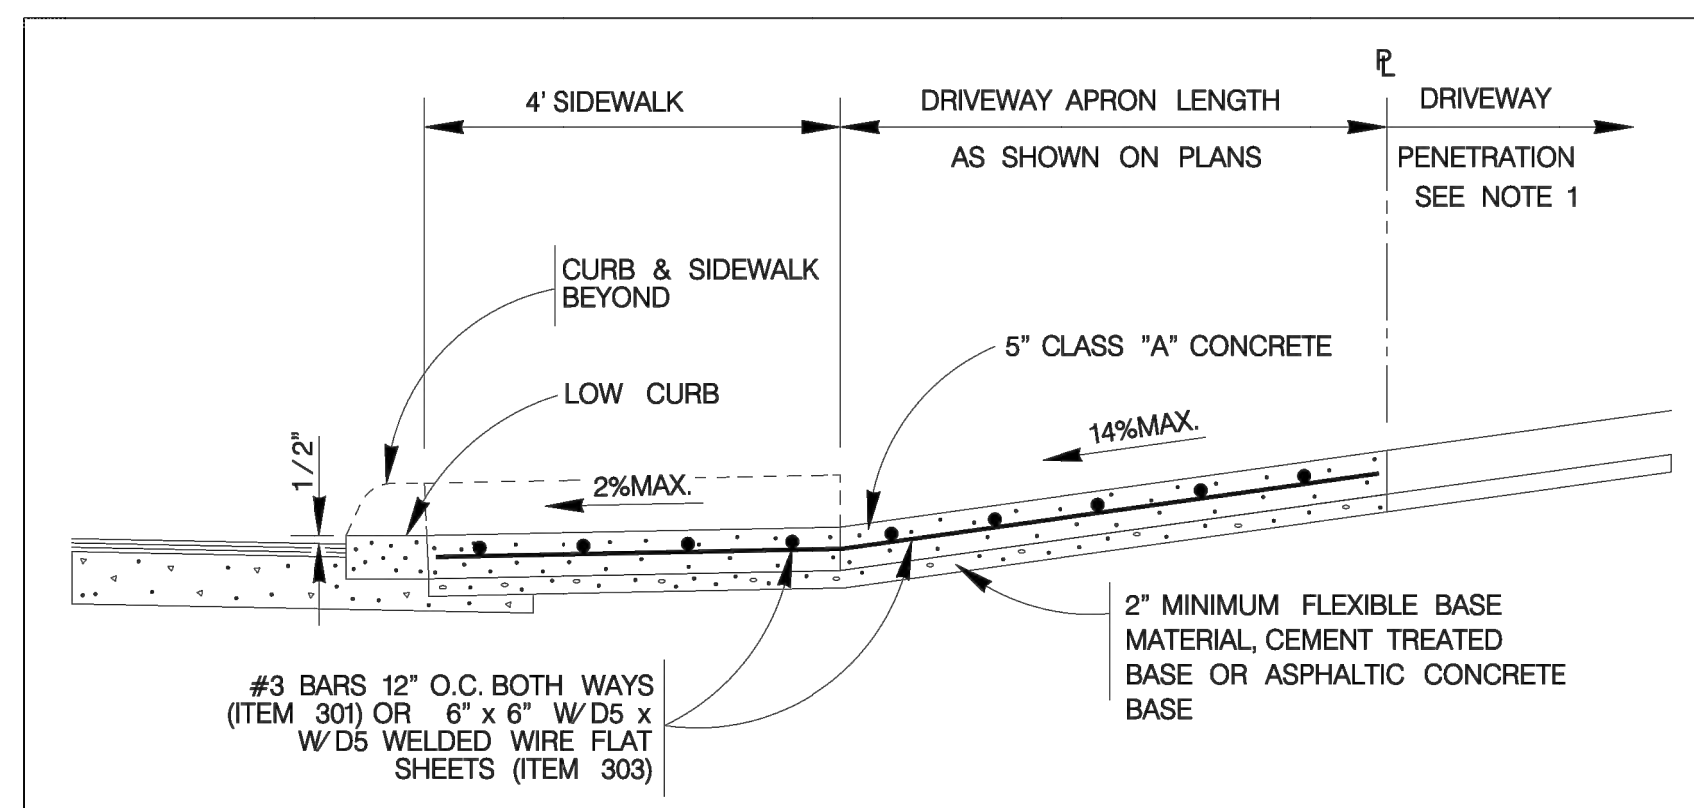 PL
4' SIDEWALK
DRIVEWAY APRON LENGTH
AS SHOWN ON PLANS
DRIVEWAY
PENETRATION
SEE NOTE 1
CURB & SIDEWALK
BEYOND
LOW CURB
5" CLASS "A" CONCRETE
14%MAX.
1/2"
2%MAX.
#3 BARS 12" O.C. BOTH WAYS
(ITEM 301) OR 6" x 6" W/D5 x
W/D5 WELDED WIRE FLAT
SHEETS (ITEM 303)
2" MINIMUM FLEXIBLE BASE
MATERIAL, CEMENT TREATED
BASE OR ASPHALTIC CONCRETE
BASE